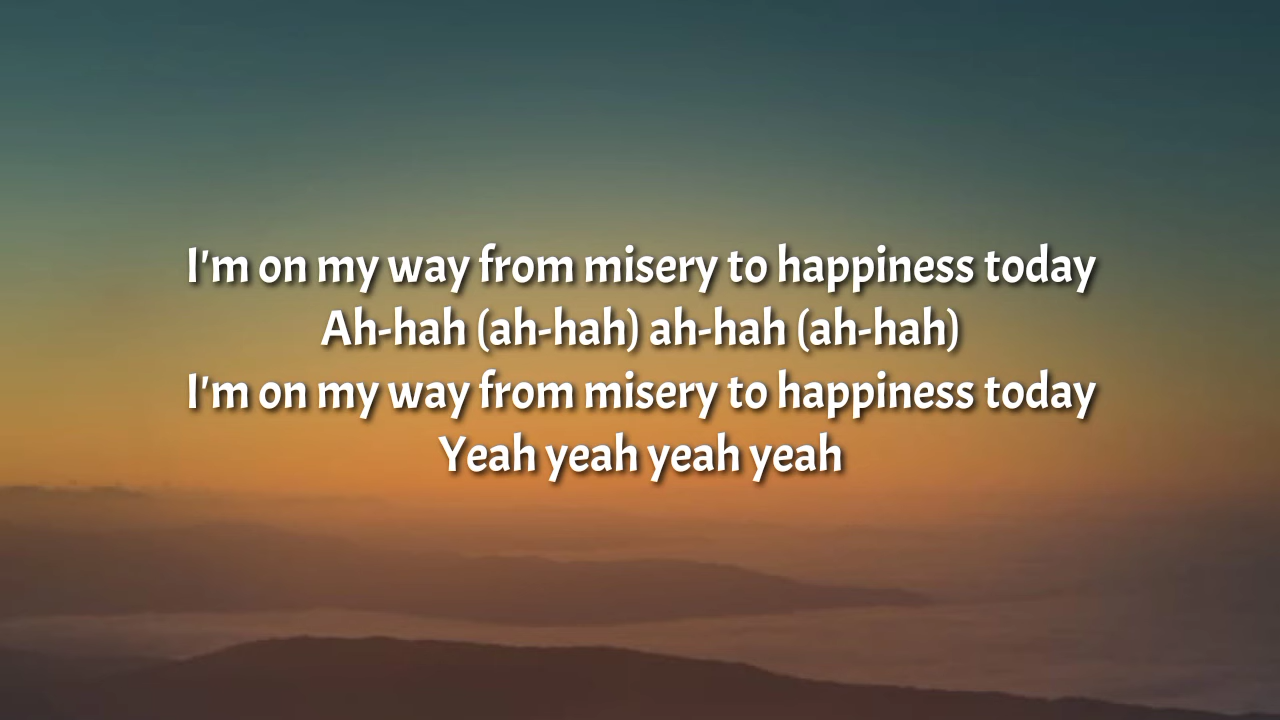 I'm on my way from misery to happiness today
Ah-hah (ah-hah) ah-hah (ah-hah)
I'm on my way from misery to happiness today
Yeah yeah yeah yeah